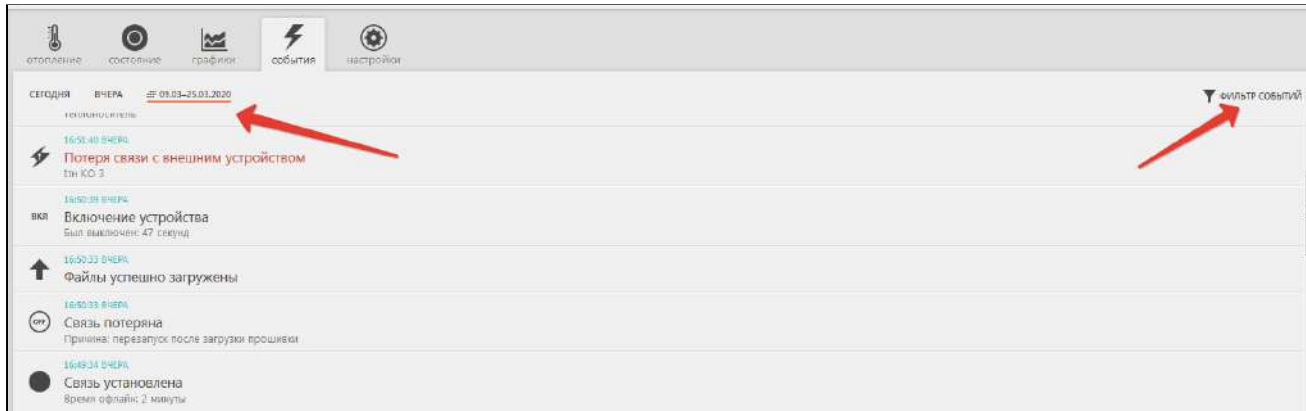 отопление состояние графики события настройки
СЕГОДНЯ ВЧЕРА 09.03–25.03.2020 ФИЛЬТР СОБЫТИЙ
теплоноситель
16:51:40 ВЧЕРА
Потеря связи с внешним устройством
ВКЛ
16:50:39 ВЧЕРА
Включение устройства
Был выключен: 47 секунд
16:50:33 ВЧЕРА
Файлы успешно загружены
16:50:33 ВЧЕРА
OFF
Связь потеряна
Причина: перезапуск после загрузки прошивки
16:49:34 ВЧЕРА
Связь установлена
Время офлайн: 2 минуты